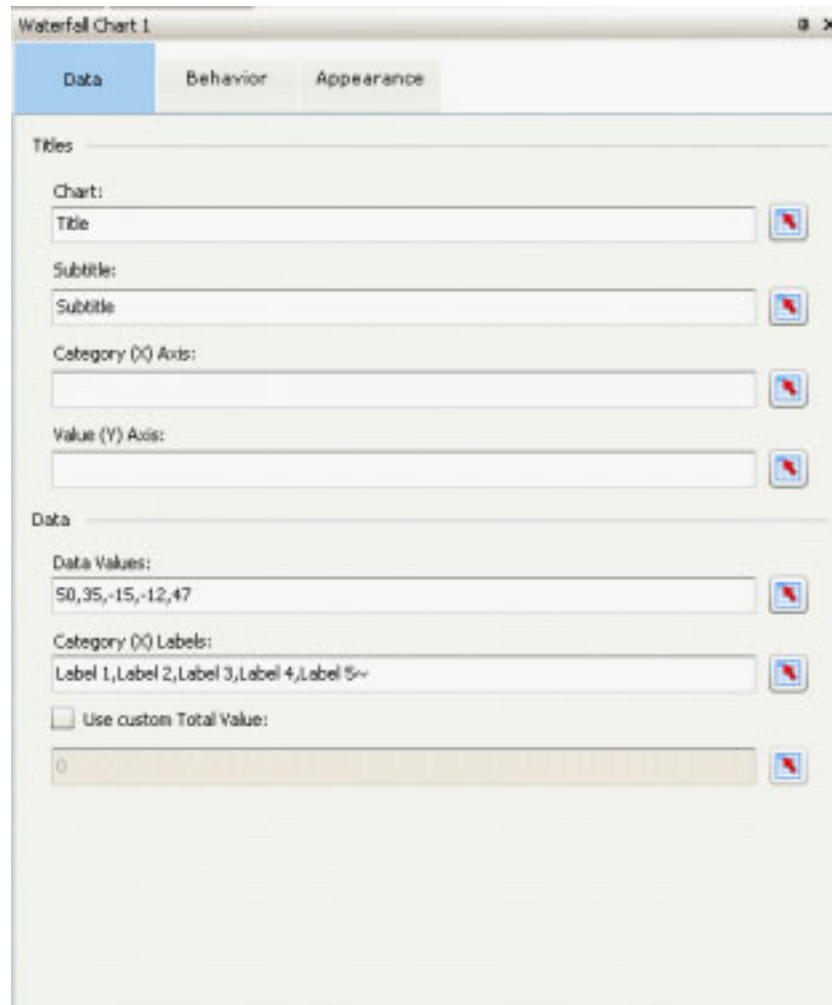 Waterfall Chart 1
Data Behavior Appearance
Titles
Chart:
Title
Subtitle:
Subtitle
Category (X) Axis:
Value (Y) Axis:
Data
Data Values:
50,35,-15,-12,47
Category (X) Labels:
Label 1,Label 2,Label 3,Label 4,Label 5~
Use custom Total Value:
0